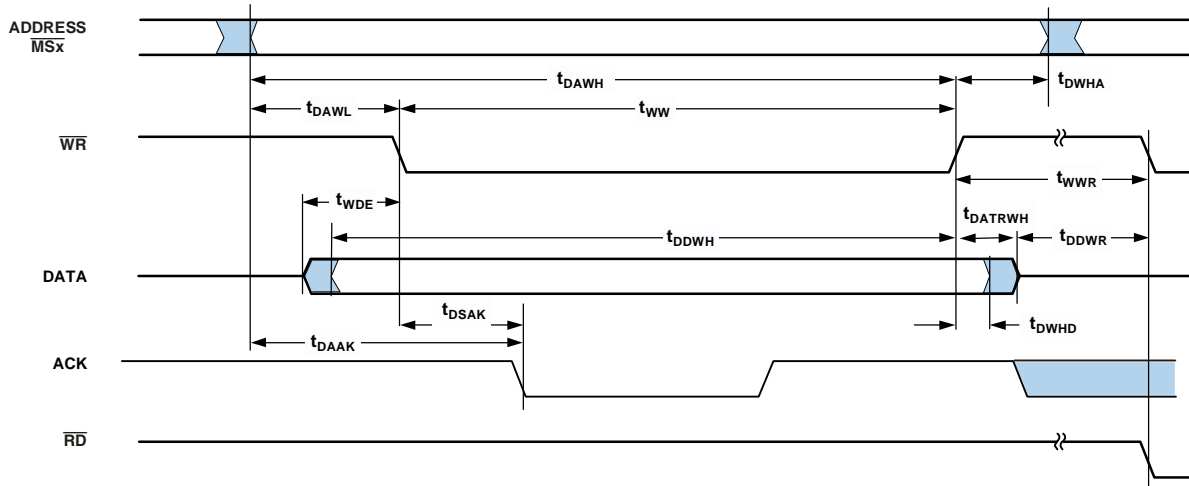 ADDRESS
MSx
tDAWH
tDWHA
tDAWL
tWW
WR
tWWR
tWDE
tDATRWH
tDDWH
tDDWR
DATA
tDSAK
tDWHD
tDAAK
ACK
RD